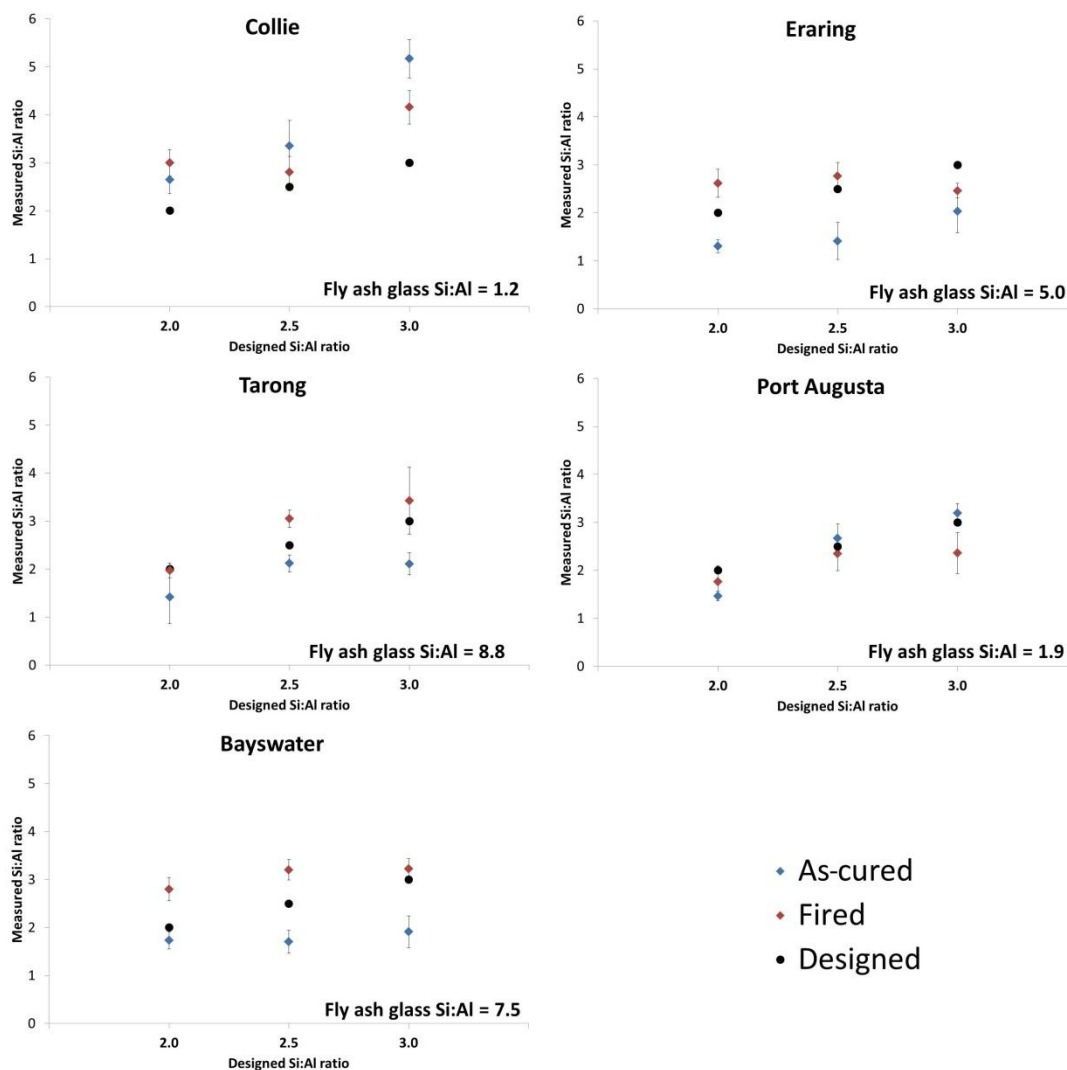 Collie
6
5
4
3
2
1
0
Measured Si:Al ratio
2.0 2.5 3.0
Designed Si:Al ratio
Fly ash glass Si:Al = 1.2
Eraring
6
5
4
3
2
1
0
Measured Si:Al ratio
2.0 2.5 3.0
Designed Si:Al ratio
Fly ash glass Si:Al = 5.0
Tarong
6
5
4
3
2
1
0
Measured Si:Al ratio
2.0 2.5 3.0
Designed Si:Al ratio
Fly ash glass Si:Al = 8.8
Port Augusta
6
5
4
3
2
1
0
Measured Si:Al ratio
2.0 2.5 3.0
Designed Si:Al ratio
Fly ash glass Si:Al = 1.9
Bayswater
6
5
4
3
2
1
0
Measured Si:Al ratio
2.0 2.5 3.0
Designed Si:Al ratio
Fly ash glass Si:Al = 7.5
As-cured
Fired
Designed